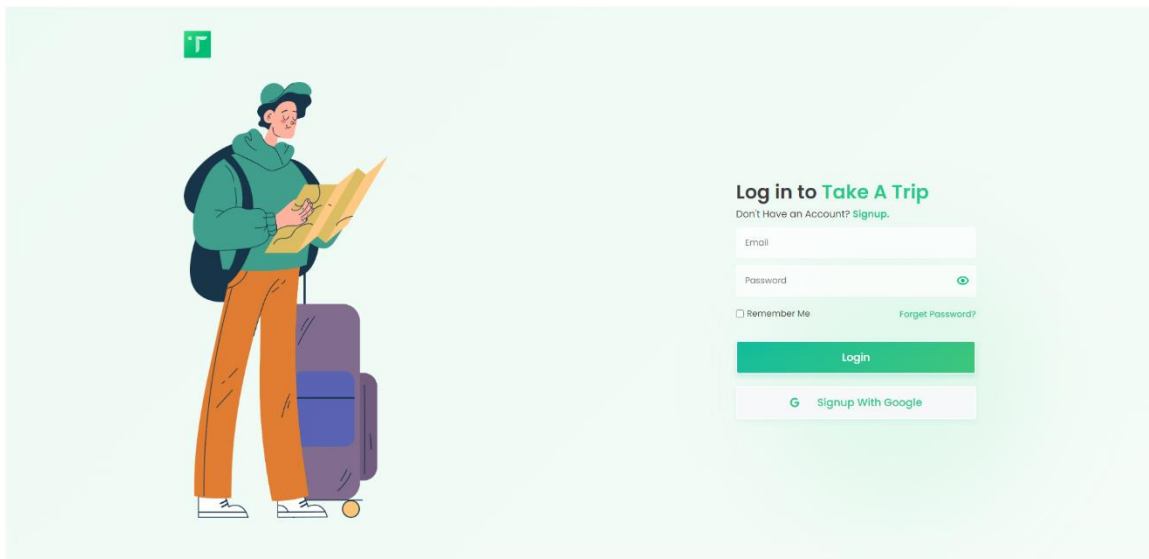 T
Log in to Take A Trip
Don't Have an Account? Signup.
Email
Password
Remember Me
Forget Password?
Login
G Signup With Google